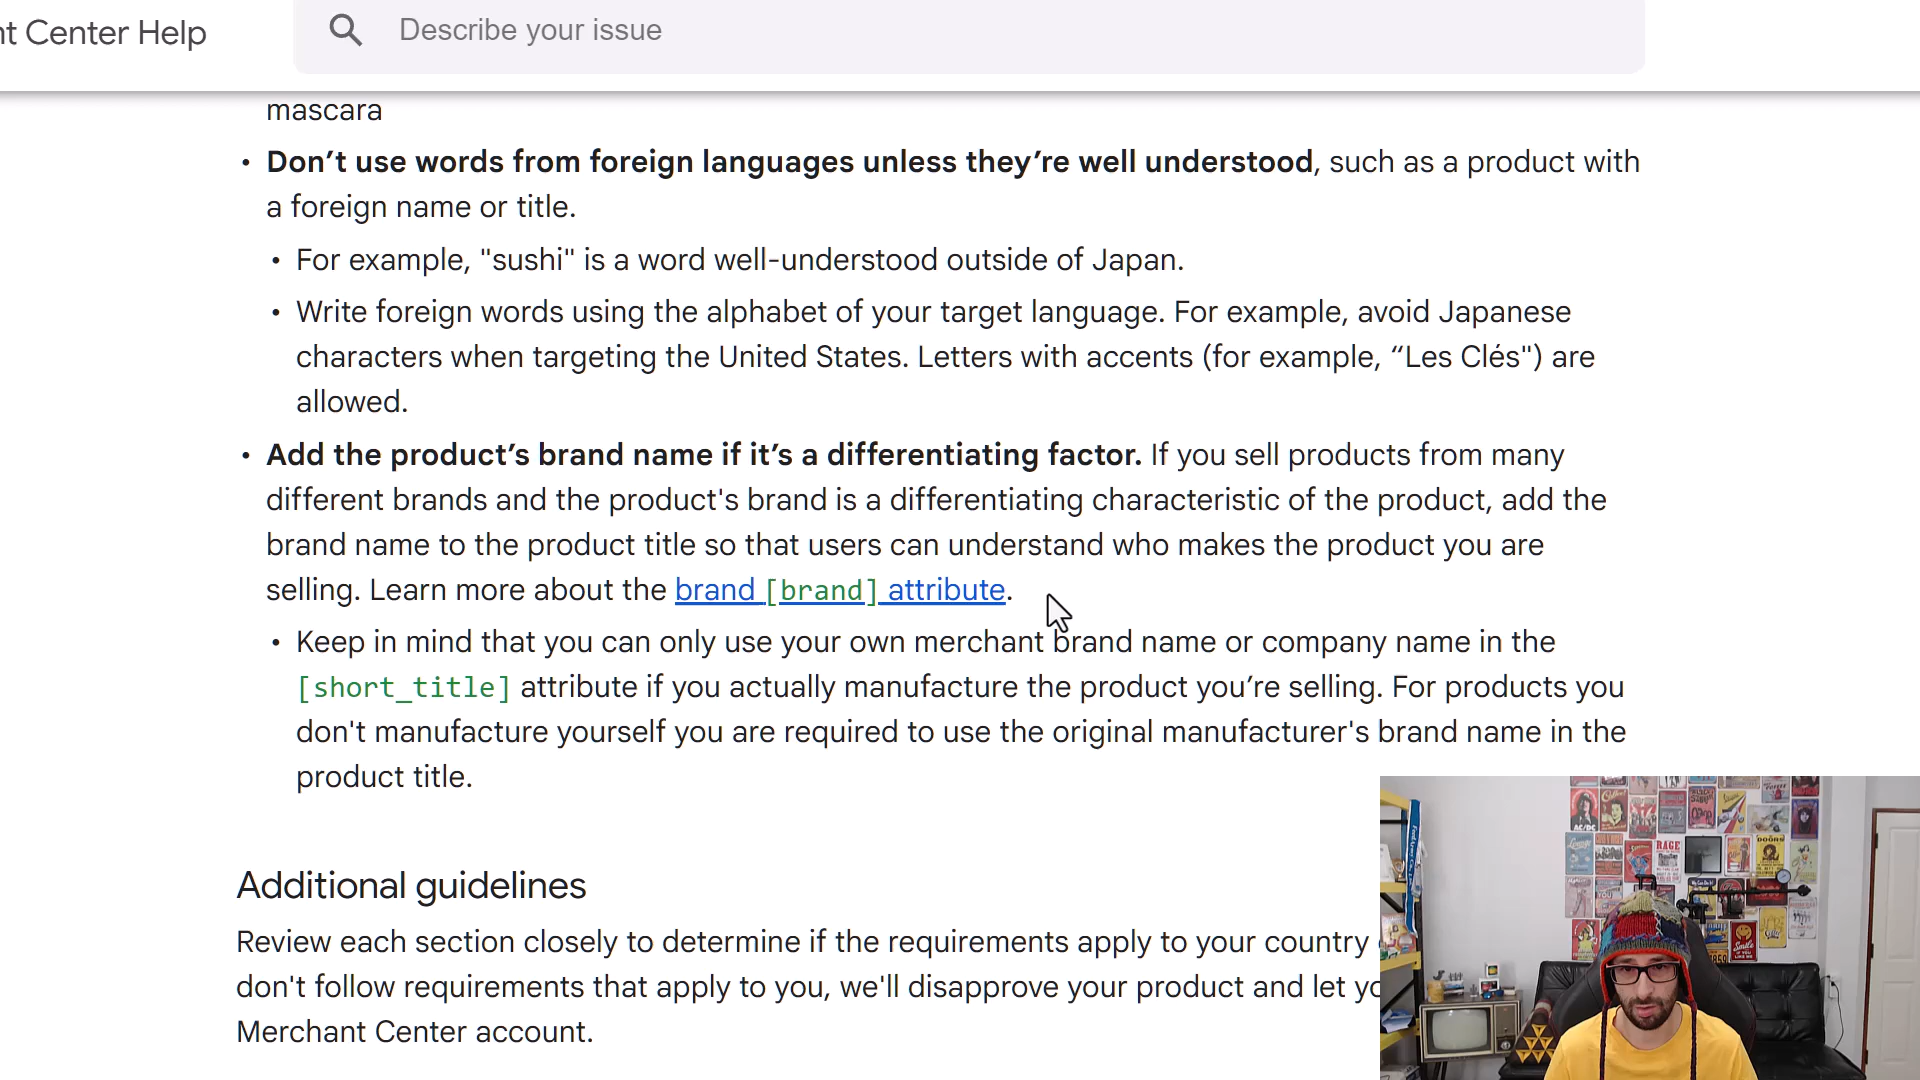 nt Center Help
Describe your issue
mascara
• Don’t use words from foreign languages unless they’re well understood, such as a product with
a foreign name or title.
• For example, "sushi" is a word well-understood outside of Japan.
• Write foreign words using the alphabet of your target language. For example, avoid Japanese
characters when targeting the United States. Letters with accents (for example, “Les Clés") are
allowed.
• Add the product’s brand name if it’s a differentiating factor. If you sell products from many
different brands and the product's brand is a differentiating characteristic of the product, add the
brand name to the product title so that users can understand who makes the product you are
selling. Learn more about the brand [brand] attribute.
• Keep in mind that you can only use your own merchant brand name or company name in the
[short_title] attribute if you actually manufacture the product you’re selling. For products you
don't manufacture yourself you are required to use the original manufacturer's brand name in the
product title.
Additional guidelines
Review each section closely to determine if the requirements apply to your country
don't follow requirements that apply to you, we'll disapprove your product and let yo
Merchant Center account.
AC/DC
RAGE
DOORS